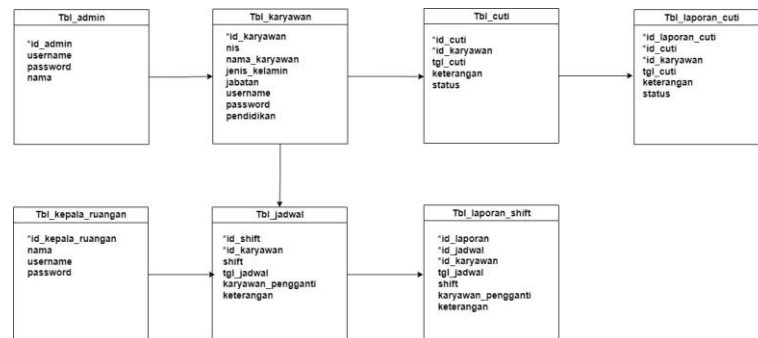 Tbl_admin
*id_admin
username
password
nama
Tbl_karyawan
*id_karyawan
nis
nama_karyawan
jenis_kelamin
jabatan
username
password
pendidikan
Tbl_cuti
*id_cuti
*id_karyawan
tgl_cuti
keterangan
status
Tbl_laporan_cuti
*id_laporan_cuti
*id_cuti
*id_karyawan
tgl_cuti
keterangan
status
Tbl_kepala_ruangan
*id_kepala_ruangan
nama
username
password
Tbl_jadwal
*id_shift
*id_karyawan
shift
tgl_jadwal
karyawan_pengganti
keterangan
Tbl_laporan_shift
*id_laporan
*id_jadwal
*id_karyawan
tgl_jadwal
shift
karyawan_pengganti
keterangan